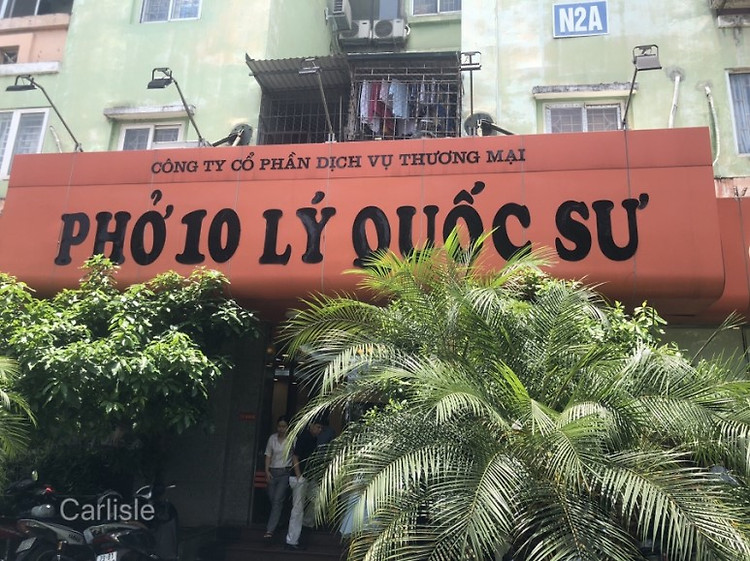 N2A
CÔNG TY CỔ PHẦN DỊCH VỤ THƯƠNG MẠI
PHỞ 10 LÝ QUỐC SƯ
Carlisle